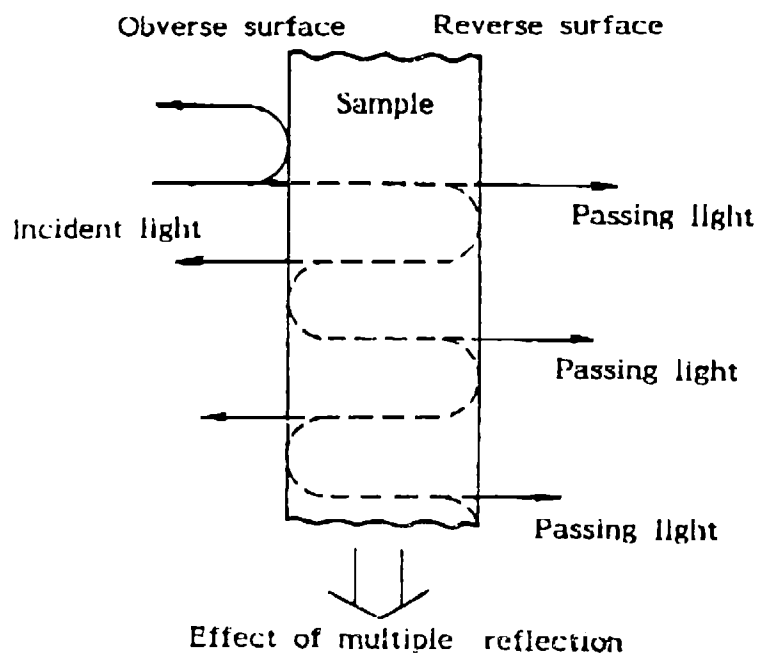 Obverse surface Reverse surface
Sample
Incident light
Passing light
Passing light
Passing light
Effect of multiple reflection